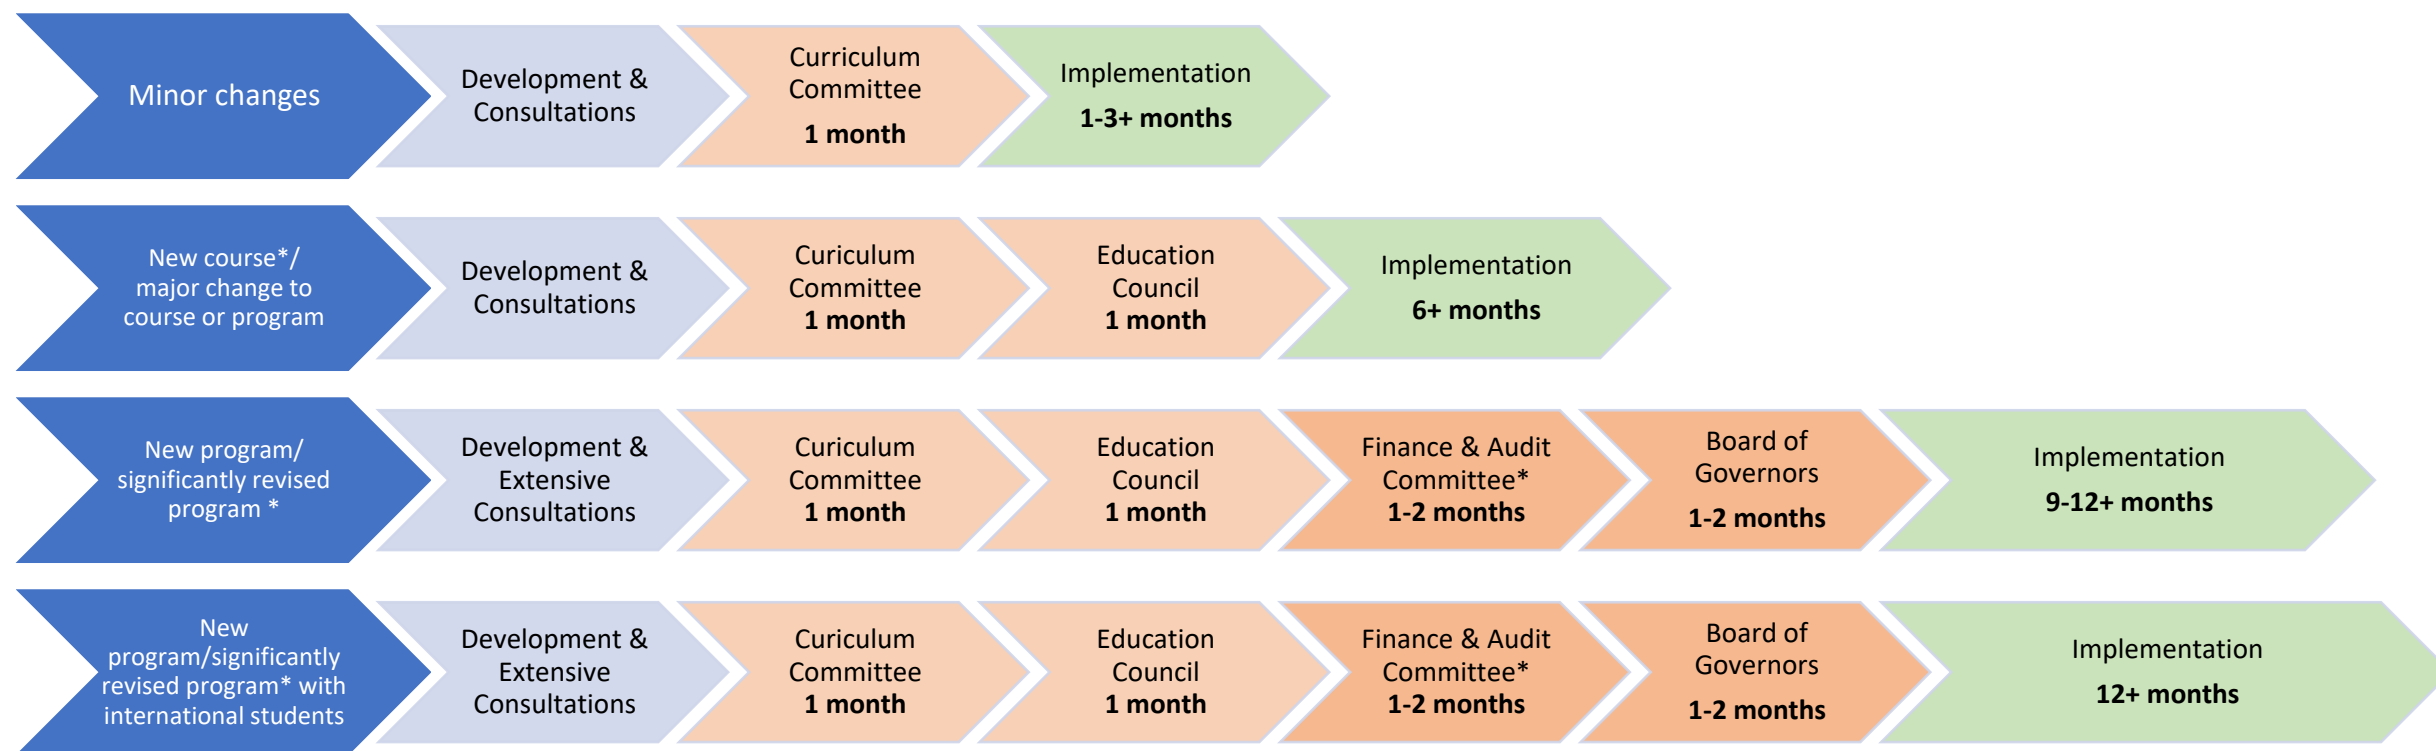 Minor changes
Development &
Consultations
Curriculum
Committee
1 month
Implementation
1-3+ months
New course*/
major change to
course or program
Development &
Consultations
Curiculum
Committee
1 month
Education
Council
1 month
Implementation
6+ months
New program/
significantly revised
program *
Development &
Extensive
Consultations
Curiculum
Committee
1 month
Education
Council
1 month
Finance & Audit
Committee*
1-2 months
Board of
Governors
1-2 months
Implementation
9-12+ months
New
program/significantly
revised program* with
international students
Development &
Extensive
Consultations
Curiculum
Committee
1 month
Education
Council
1 month
Finance & Audit
Committee*
1-2 months
Board of
Governors
1-2 months
Implementation
12+ months